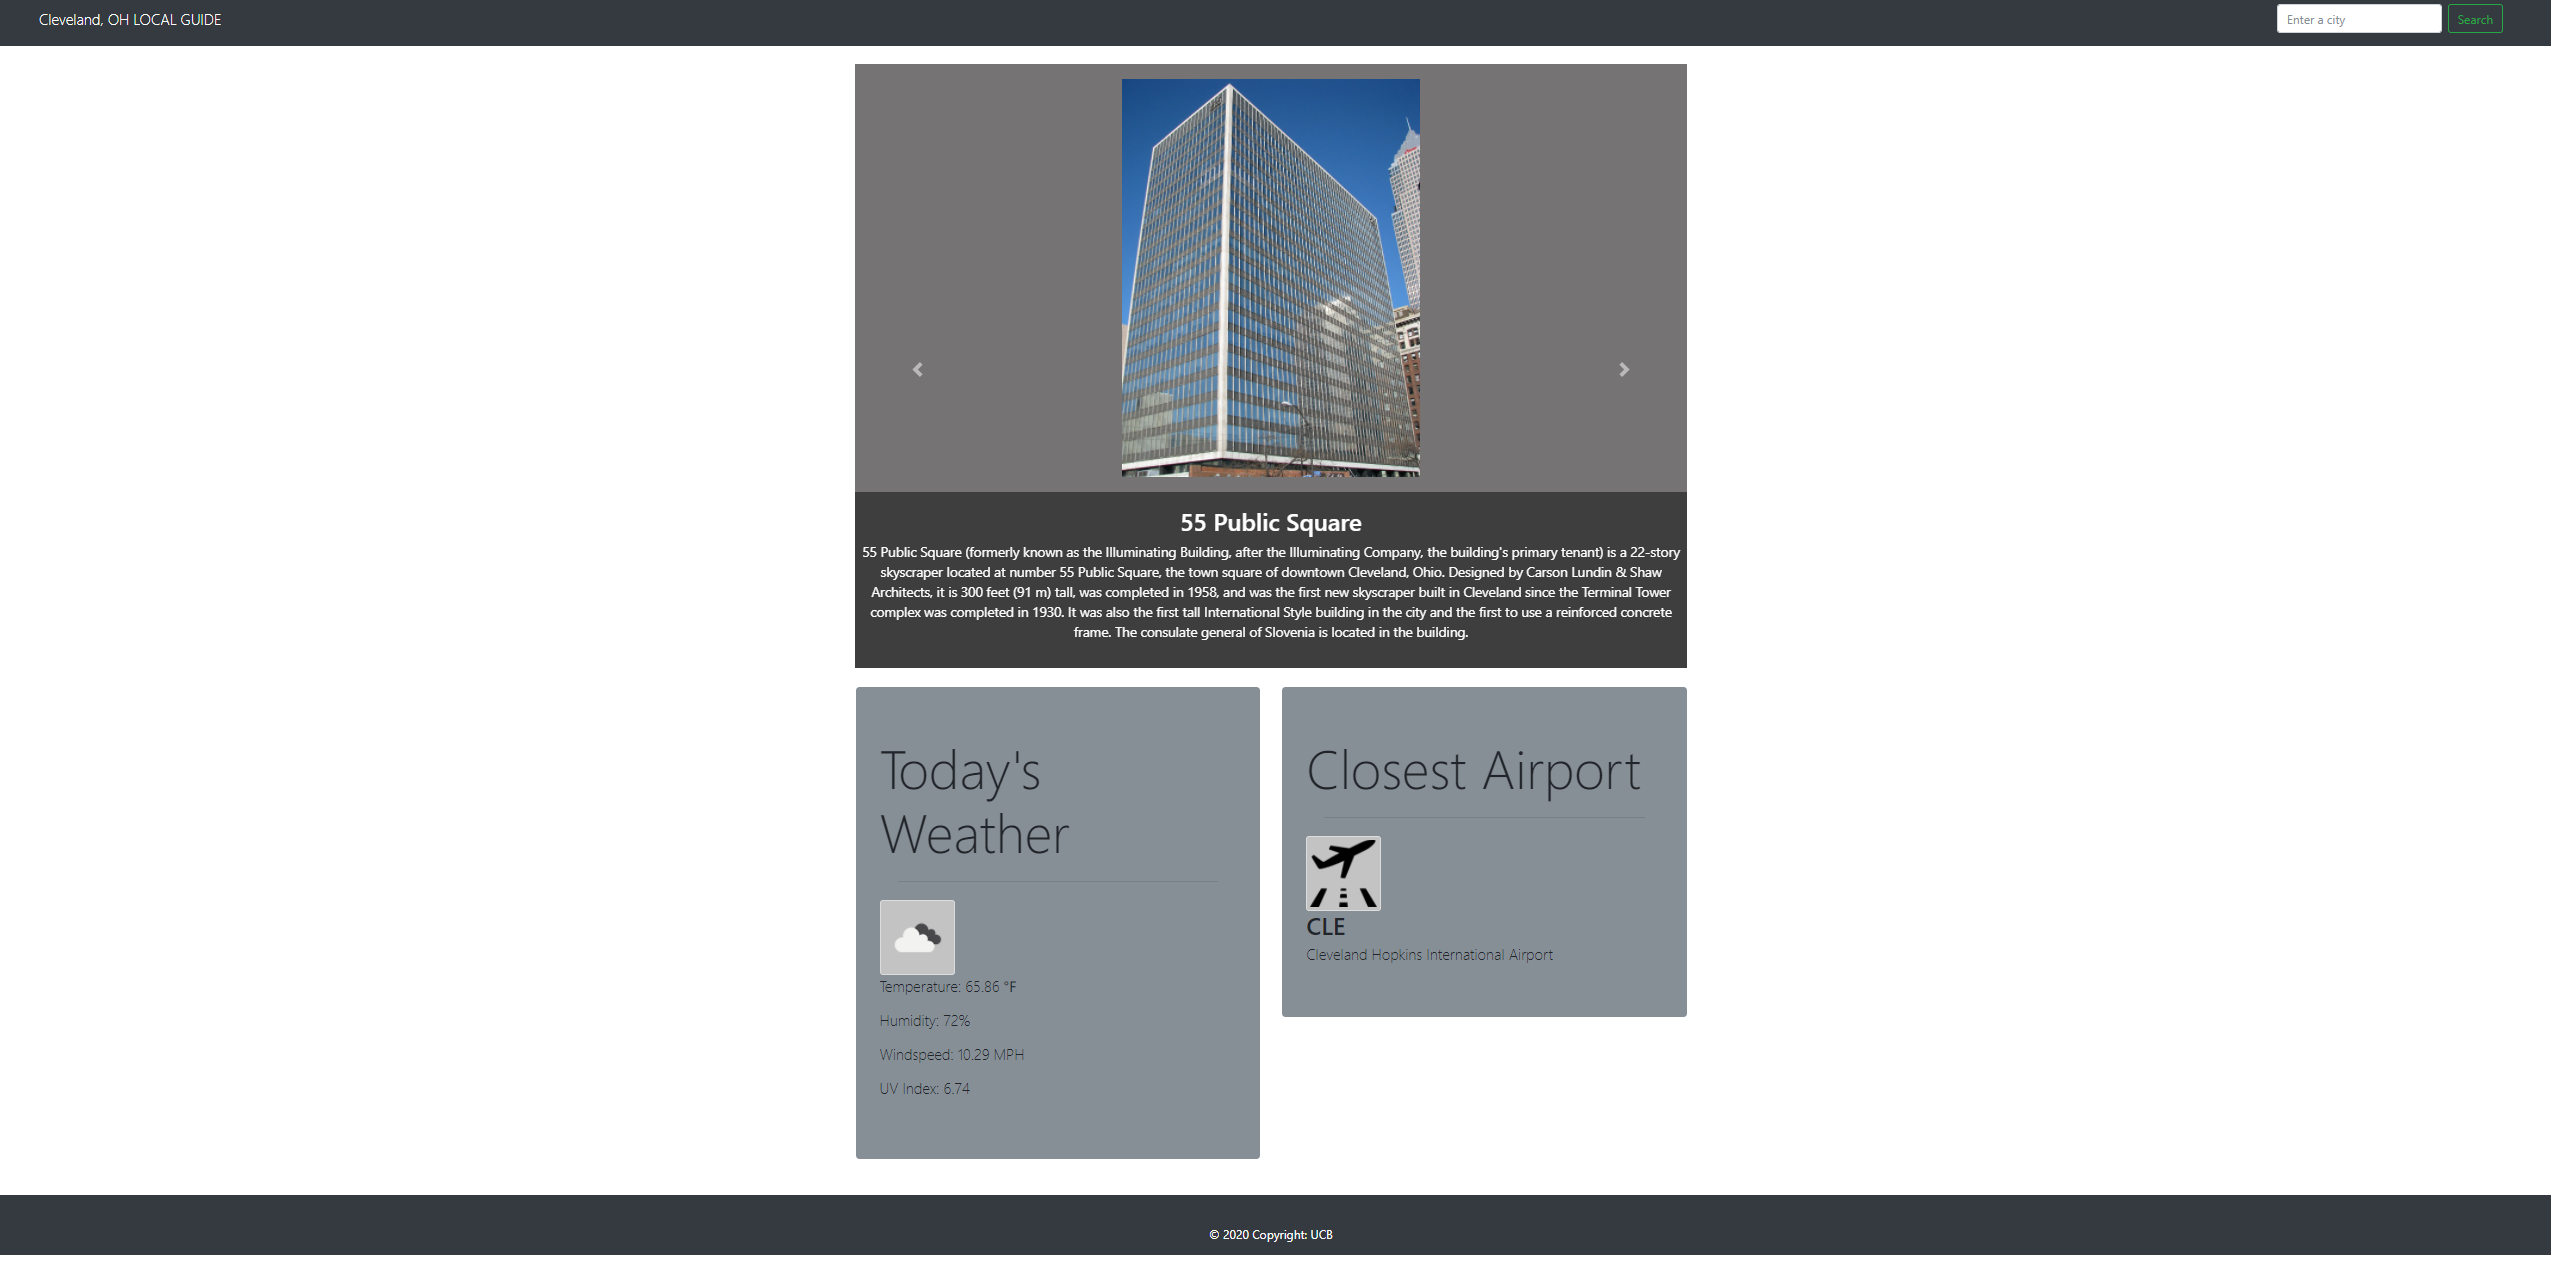 Cleveland, OH LOCAL GUIDE
Enter a city
Search
55 Public Square
55 Public Square (formerly known as the Illuminating Building, after the Illuminating Company, the building's primary tenant) is a 22-story
skyscraper located at number 55 Public Square, the town square of downtown Cleveland, Ohio. Designed by Carson Lundin & Shaw
Architects, it is 300 feet (91 m) tall, was completed in 1958, and was the first new skyscraper built in Cleveland since the Terminal Tower
complex was completed in 1930. It was also the first tall International Style building in the city and the first to use a reinforced concrete
frame. The consulate general of Slovenia is located in the building.
Today's
Weather
Temperature: 65.86 °F
Humidity: 72%
Windspeed: 10.29 MPH
UV Index: 6.74
Closest Airport
CLE
Cleveland Hopkins International Airport
© 2020 Copyright: UCB